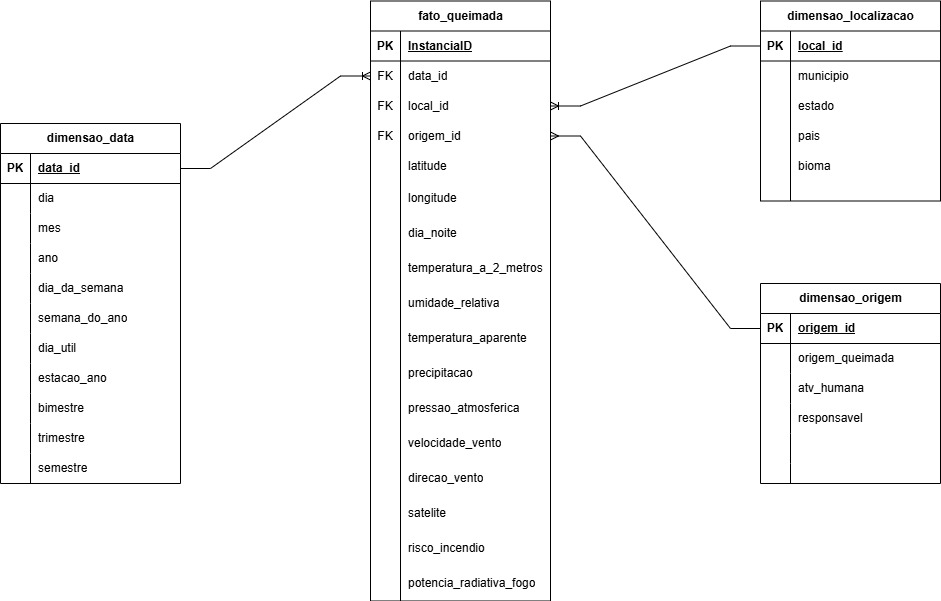 fato_queimada
PK InstanciaID
FK data_id
FK local_id
FK origem_id
latitude
longitude
dia_noite
temperatura_a_2_metros
umidade_relativa
temperatura_aparente
precipitacao
pressao_atmosferica
velocidade_vento
direcao_vento
satelite
risco_incendio
potencia_radiativa_fogo
dimensao_localizacao
PK local_id
municipio
estado
pais
bioma
dimensao_data
PK data_id
dia
mes
ano
dia_da_semana
semana_do_ano
dia_util
estacao_ano
bimestre
trimestre
semestre
dimensao_origem
PK origem_id
origem_queimada
atv_humana
responsavel